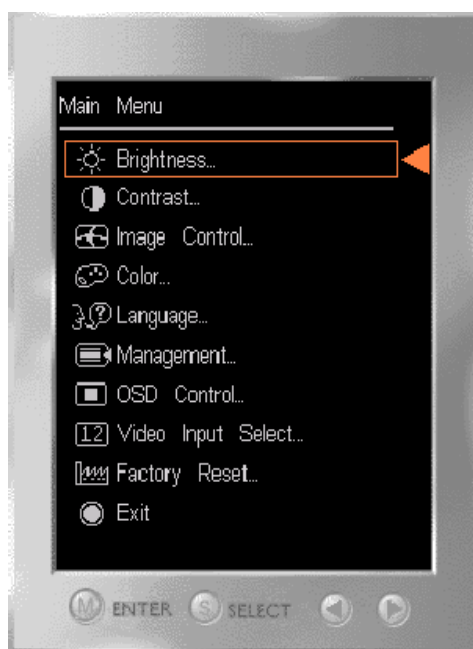 Main Menu
Brightness...
Contrast...
Image Control...
Color...
Language...
Management...
OSD Control...
12 Video Input Select...
Factory Reset...
Exit
M ENTER S SELECT